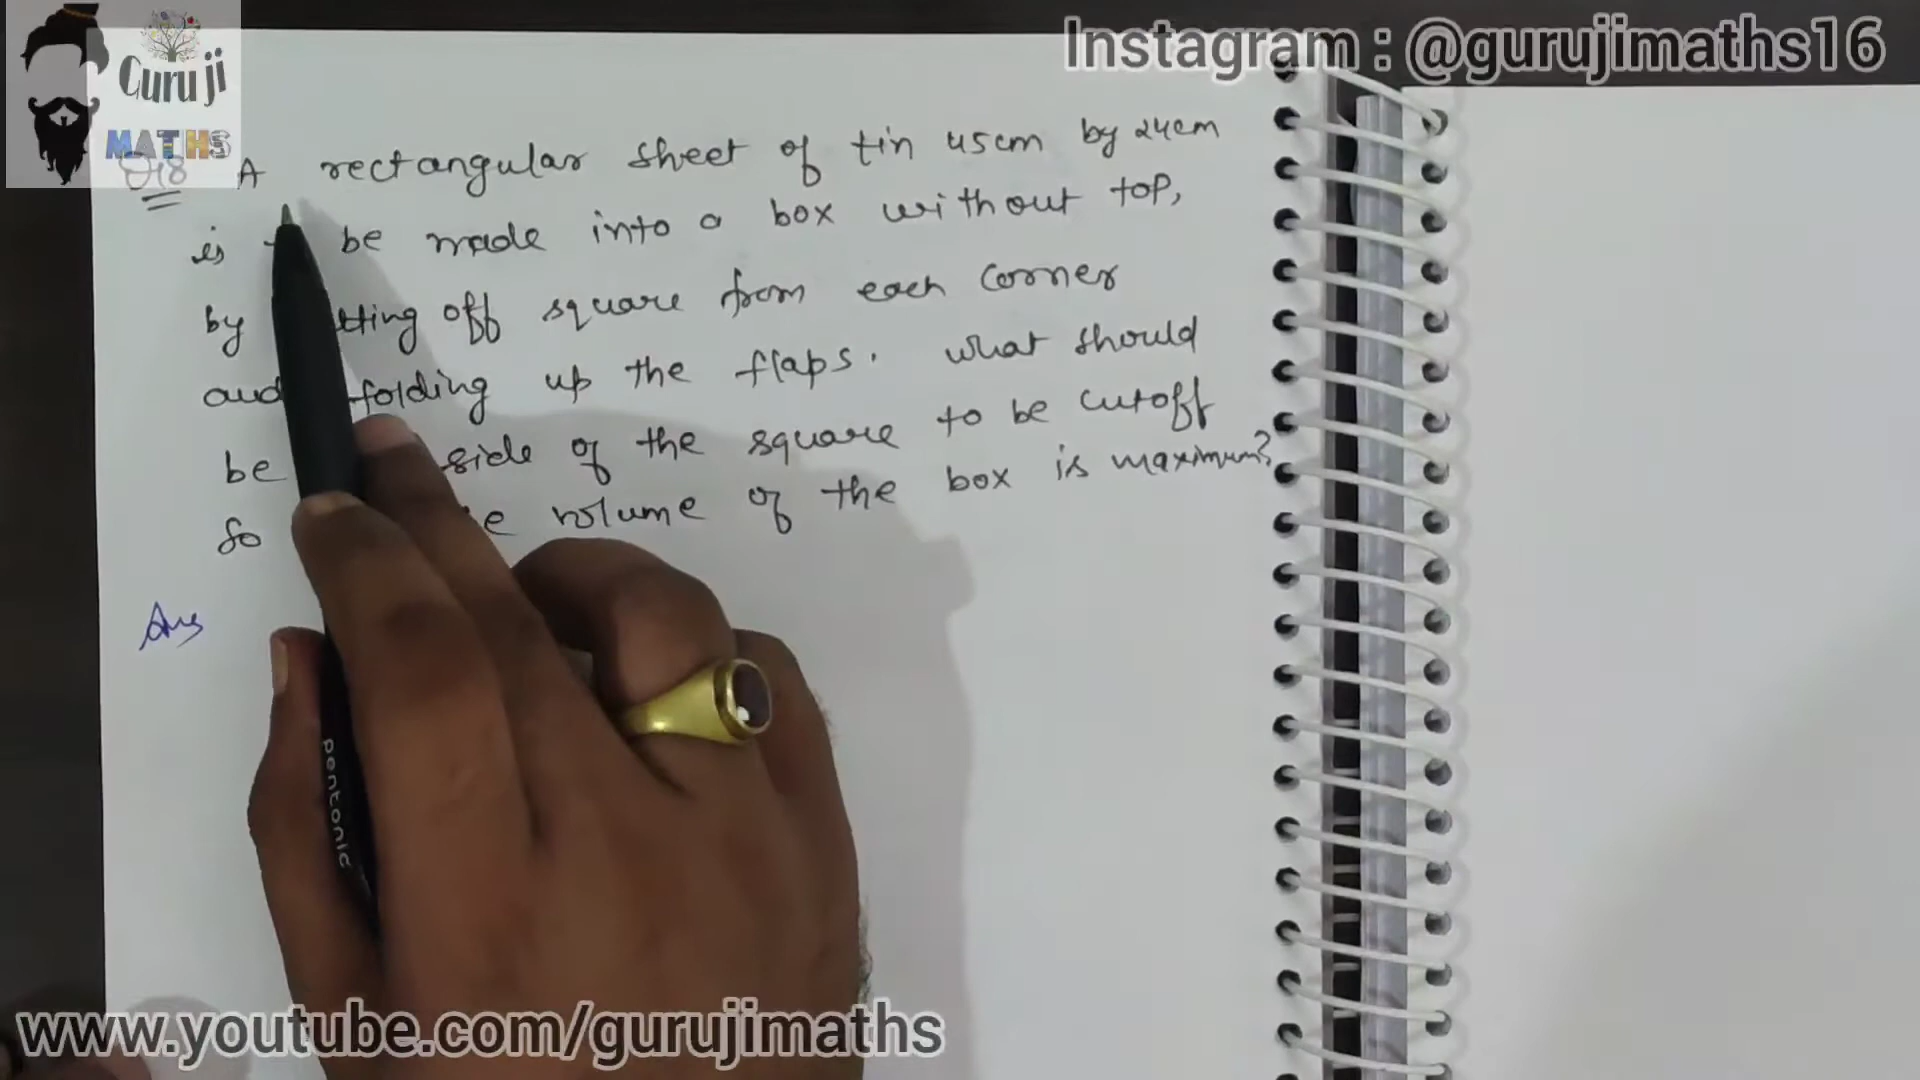 Instagram : @gurujimaths16
Guru ji
MATHS
Q18 A rectangular sheet of tin 45cm by 24cm
is be made into a box without top,
by tting off square from each corner
and folding up the flaps. what should
be side of the square to be cutoff
so e volume of the box is maximum?
Ans
pentonic
www.youtube.com/gurujimaths